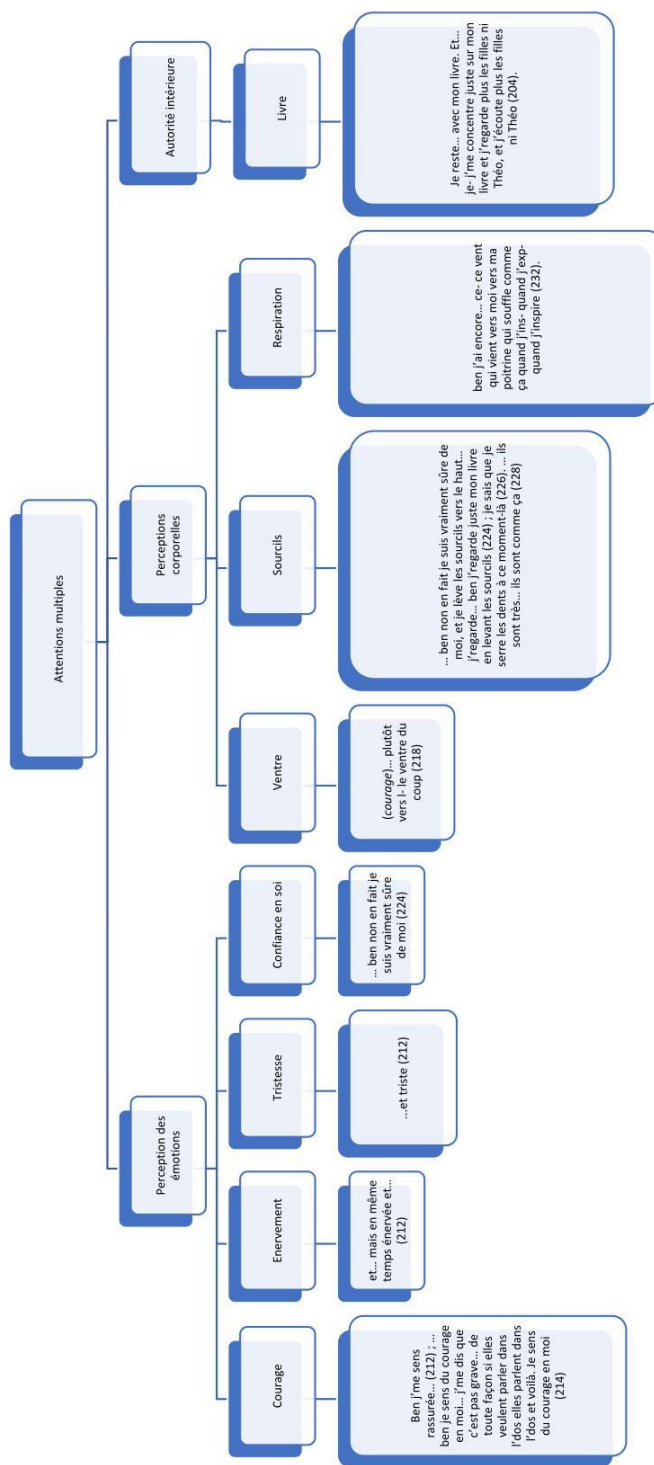 Attentions multiples
Perception des
émotions
Perceptions
corporelles
Autorité intérieure
Courage
Enervement
Tristesse
Confiance en soi
Ventre
Sourcils
Respiration
Livre
Ben j'me sens
rassurée... (212) ; ...
ben je sens du courage
en moi... j'me dis que
c'est pas grave... de
toute façon si elles
veulent parler dans
l'dos elles parlent dans
l'dos et voilà. Je sens
du courage en moi
(214)
et... mais en même
temps énervée et...
(212)
...et triste (212)
... ben non en fait je
suis vraiment sûre
de moi (224)
(courage)... plutôt
vers l- le ventre du
coup (218)
... ben non en fait je suis vraiment sûre de
moi, et je lève les sourcils vers le haut...
j'regarde... ben j'regarde juste mon livre
en levant les sourcils (224) ; je sais que je
serre les dents à ce moment-là (226). ... ils
sont très... ils sont comme ça (228)
ben j'ai encore... ce- ce vent
qui vient vers moi vers ma
poitrine qui souffle comme
ça quand j'ins- quand j'exp-
quand j'inspire (232).
Je reste... avec mon livre. Et...
je- j'me concentre juste sur mon
livre et j'regarde plus les filles ni
Théo, et j'écoute plus les filles
ni Théo (204).